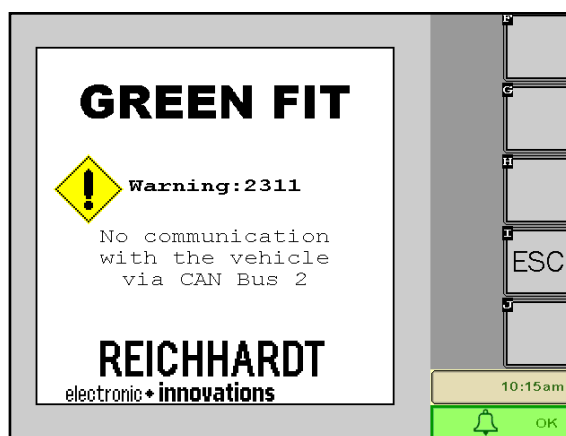 GREEN FIT
!
Warning:2311
No communication
with the vehicle
via CAN Bus 2
REICHHARDT
electronic innovations
F
G
H
I
ESC
J
10:15am
OK